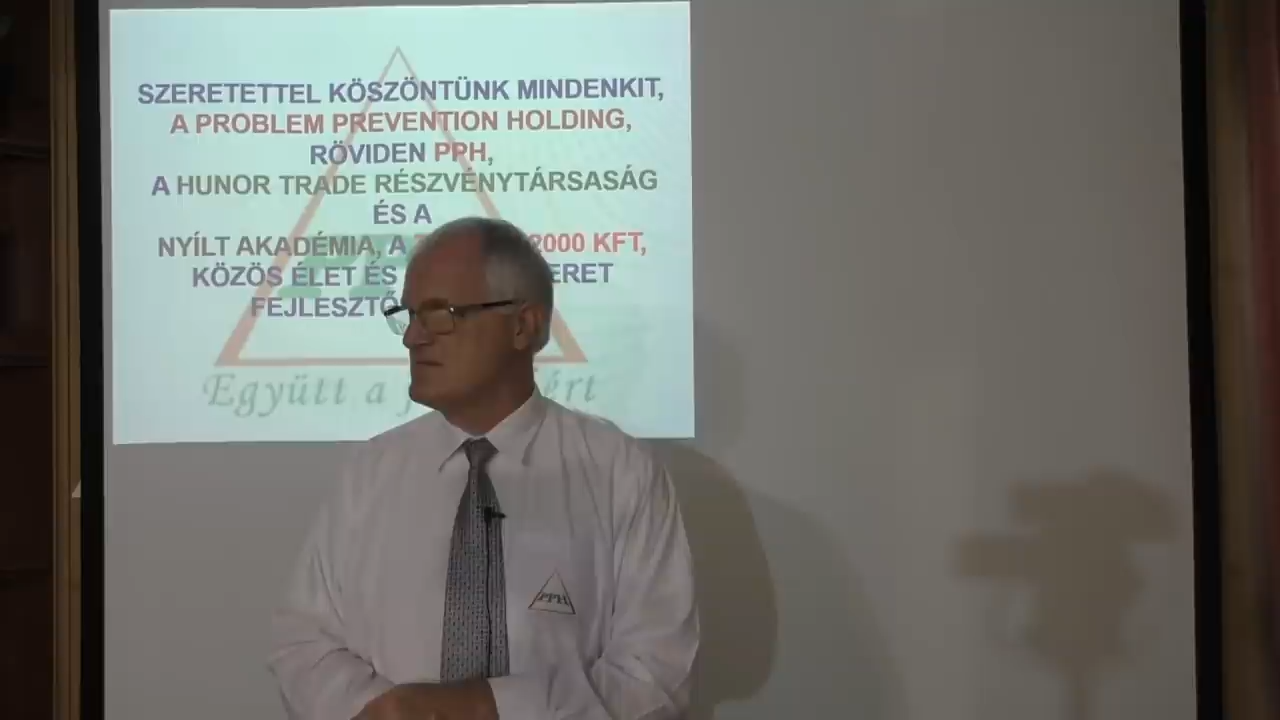 SZERETETTEL KÖSZÖNTÜNK MINDENKIT,
A PROBLEM PREVENTION HOLDING,
RÖVIDEN PPH,
A HUNOR TRADE RÉSZVÉNYTÁRSASÁG
ÉS A
NYÍLT AKADÉMIA, A 2000 KFT,
KÖZÖS ÉLET ÉS
Együtt a
PPH